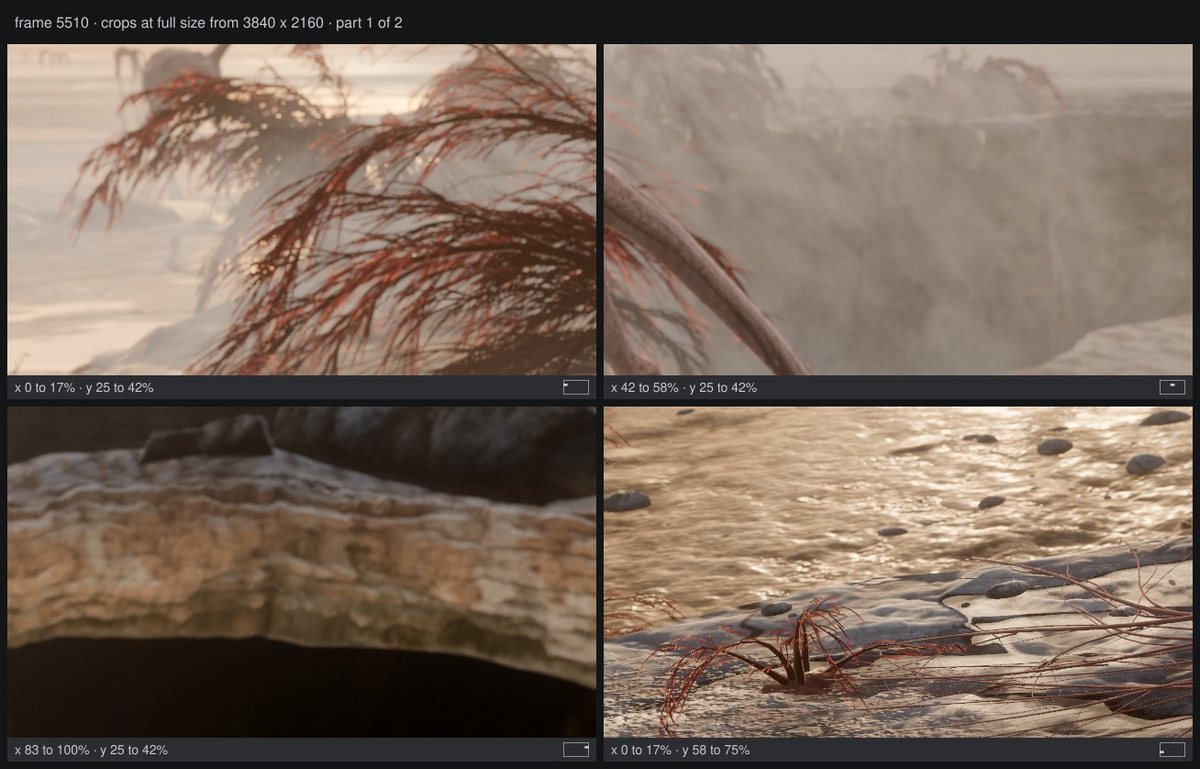 frame 5510 · crops at full size from 3840 x 2160 · part 1 of 2
x 0 to 17% · y 25 to 42%
x 42 to 58% · y 25 to 42%
x 83 to 100% · y 25 to 42%
x 0 to 17% · y 58 to 75%